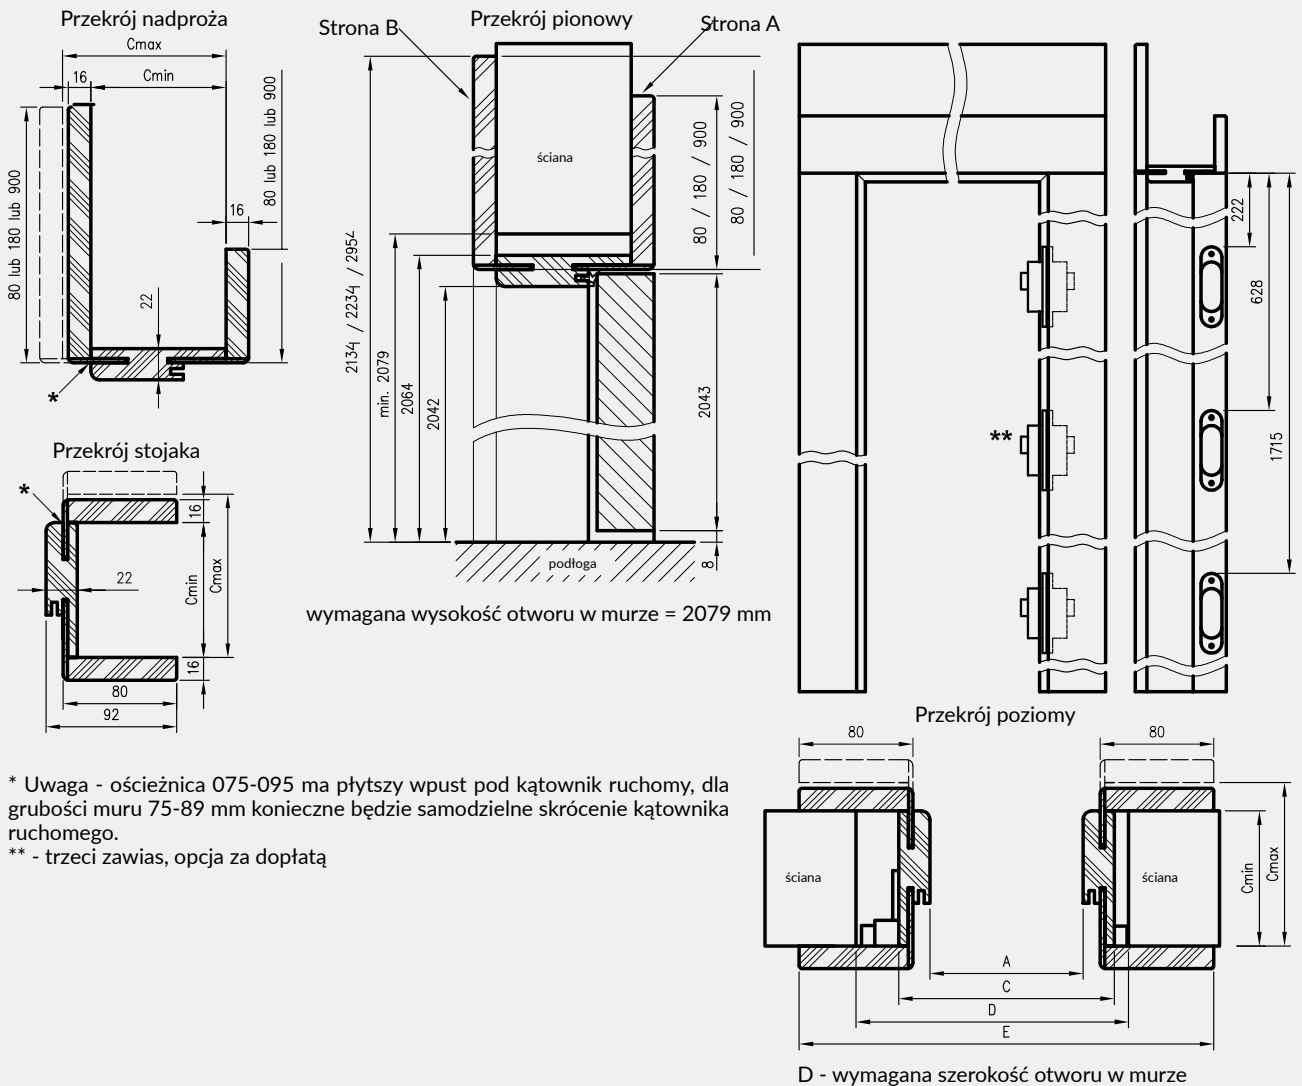 Przekrój nadproża
Cmax
16
Cmin
80 lub 180 lub 900
80 lub 180 lub 900
16
22
*
Przekrój stojaka
*
16
22
Cmin
Cmax
16
80
92
Strona B
Przekrój pionowy
Strona A
ściana
80 / 180 / 900
80 / 180 / 900
2134 / 2234 / 2954
min. 2079
2064
2042
2043
podłoga
8
wymagana wysokość otworu w murze = 2079 mm
222
628
1715
**
* Uwaga - ościeżnica 075-095 ma płytszy wpust pod kątownik ruchomy, dla
grubości muru 75-89 mm konieczne będzie samodzielne skrócenie kątownika
ruchomego.
** - trzeci zawias, opcja za dopłatą
Przekrój poziomy
80
80
ściana
ściana
Cmin
Cmax
A
C
D
E
D - wymagana szerokość otworu w murze